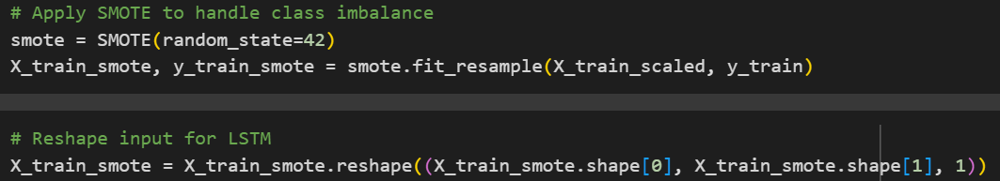 # Apply SMOTE to handle class imbalance
smote = SMOTE(random_state=42)
X_train_smote, y_train_smote = smote.fit_resample(X_train_scaled, y_train)
# Reshape input for LSTM
X_train_smote = X_train_smote.reshape((X_train_smote.shape[0], X_train_smote.shape[1], 1))